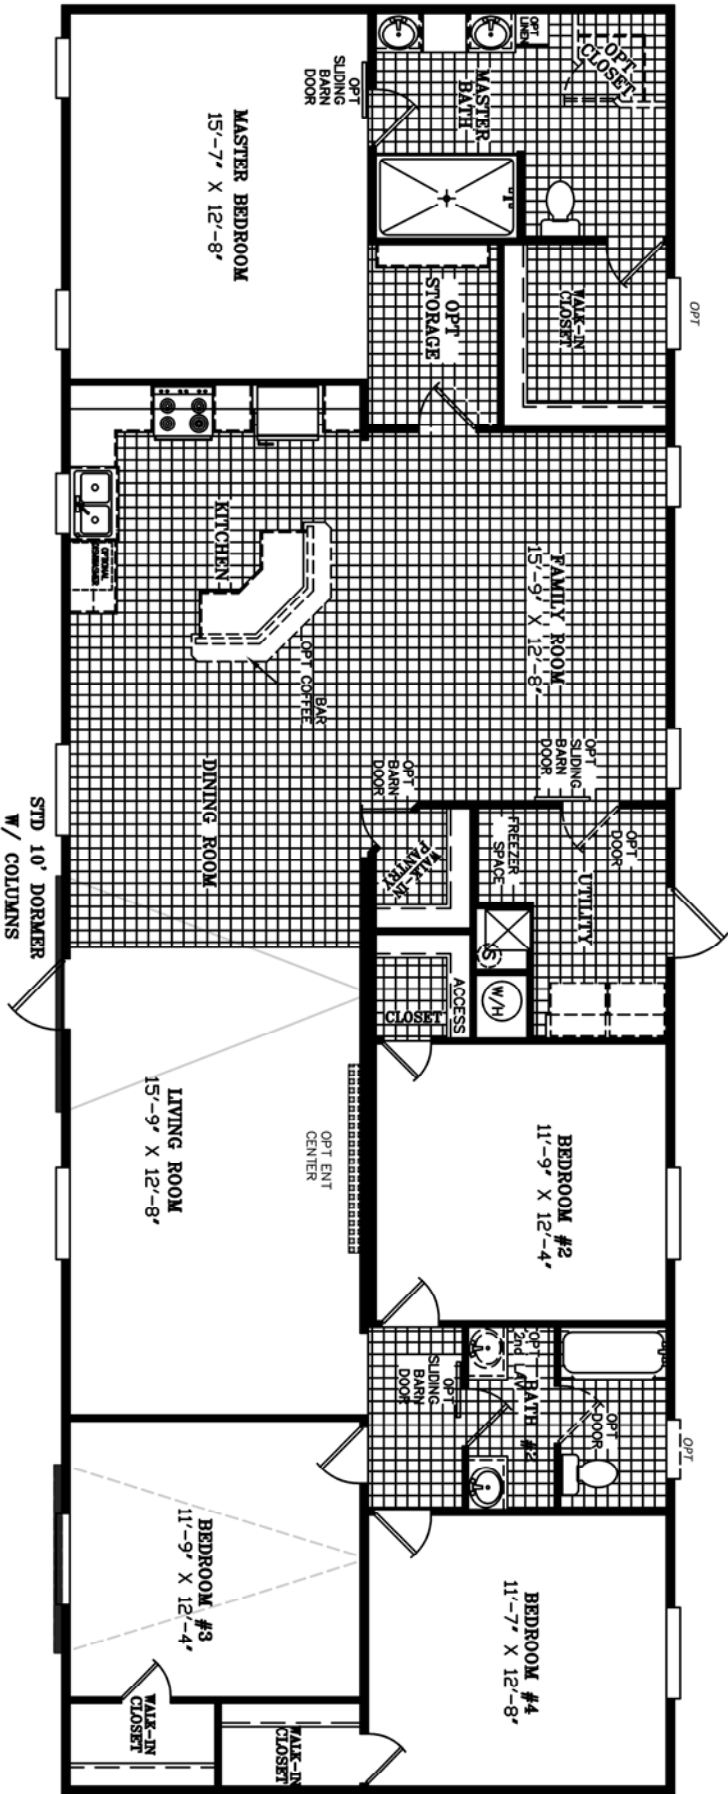 OPT
LINEN
OPT
CLOSET
MASTER
BATH
OPT
SLIDING
BARN
DOOR
MASTER BEDROOM
15'-7" X 12'-8"
"T"
WALK-IN
CLOSET
OPT
OPT
STORAGE
KITCHEN
OPTIONAL
DISHWASHER
FAMILY ROOM
15'-9" X 12'-8"
BAR
OPT COFFEE
DINING ROOM
OPT
BARN
DOOR
OPT
SLIDING
BARN
DOOR
OPT
DOOR
WALK-IN
PANTRY
FREEZER
SPACE
UTILITY
S
W/H
ACCESS
CLOSET
STD 10' DORMER
W/ COLUMNS
LIVING ROOM
15'-9" X 12'-8"
OPT ENT
CENTER
BEDROOM #2
11'-9" X 12'-4"
OPT
2nd LAV
BATH #2
OPT
DOOR
OPT
OPT
SLIDING
BARN
DOOR
BEDROOM #3
11'-9" X 12'-4"
BEDROOM #4
11'-7" X 12'-8"
WALK-IN
CLOSET
WALK-IN
CLOSET